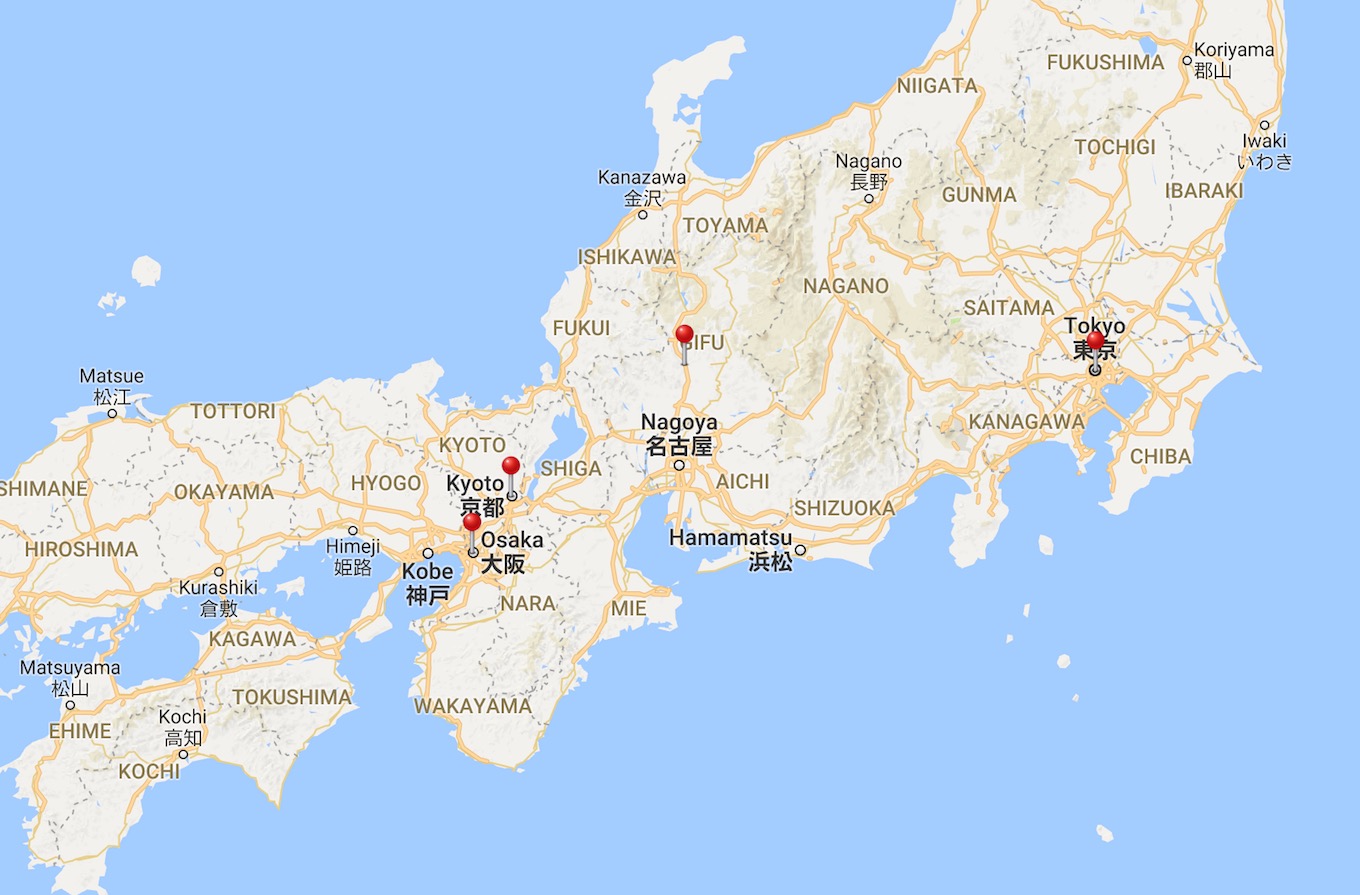 Koriyama
郡山
FUKUSHIMA
NIIGATA
Iwaki
いわき
TOCHIGI
Nagano
長野
Kanazawa
金沢
GUNMA
IBARAKI
TOYAMA
ISHIKAWA
NAGANO
SAITAMA
FUKUI
Tokyo
東京
GIFU
Matsue
松江
TOTTORI
Nagoya
名古屋
KANAGAWA
KYOTO
CHIBA
SHIGA
Kyoto
京都
HYOGO
AICHI
SHIMANE
OKAYAMA
SHIZUOKA
Osaka
大阪
Hamamatsu
浜松
HIROSHIMA
Himeji
姫路
Kobe
神戸
Kurashiki
倉敷
NARA
MIE
KAGAWA
Matsuyama
松山
TOKUSHIMA
WAKAYAMA
Kochi
高知
EHIME
KOCHI